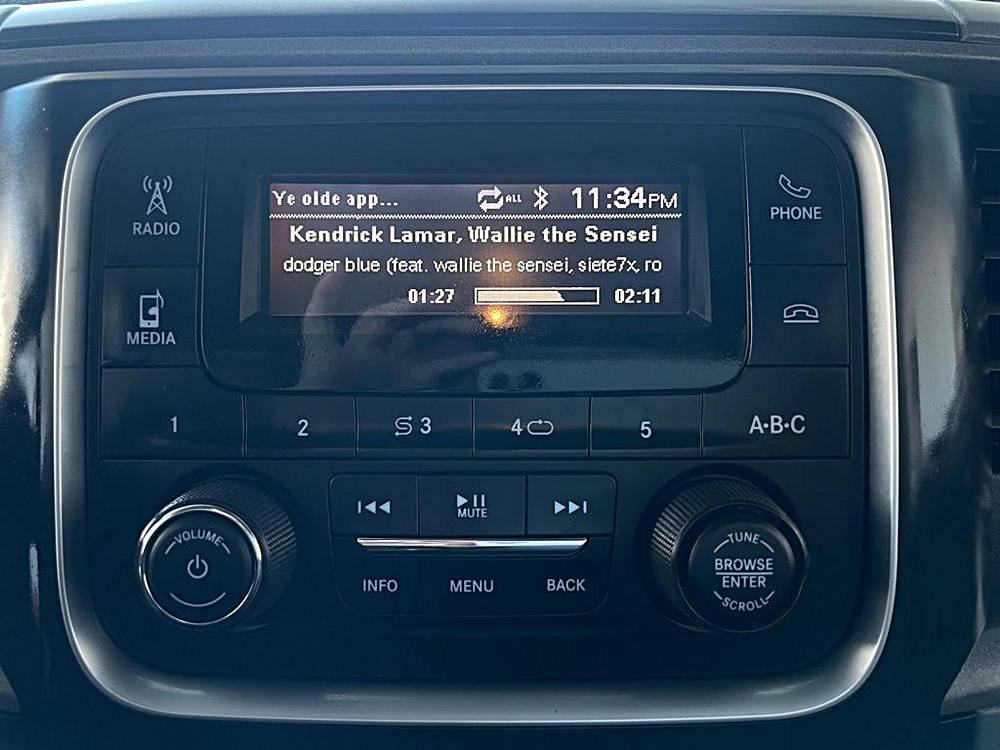 Ye olde app... ALL 11:34PM
Kendrick Lamar, Wallie the Sensei
dodger blue (feat. wallie the sensei, siete7x, ro
01:27 02:11
RADIO
MEDIA
PHONE
1 2 3 4 5 A•B•C
VOLUME
MUTE
INFO MENU BACK
TUNE
BROWSE
ENTER
SCROLL